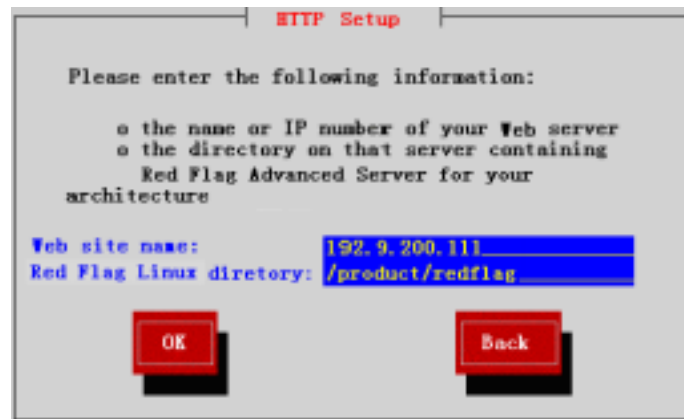 HTTP Setup
Please enter the following information:
o the name or IP number of your Web server
o the directory on that server containing
Red Flag Advanced Server for your
architecture
Web site name: 192.9.200.111
Red Flag Linux diretory: /product/redflag
OK Back